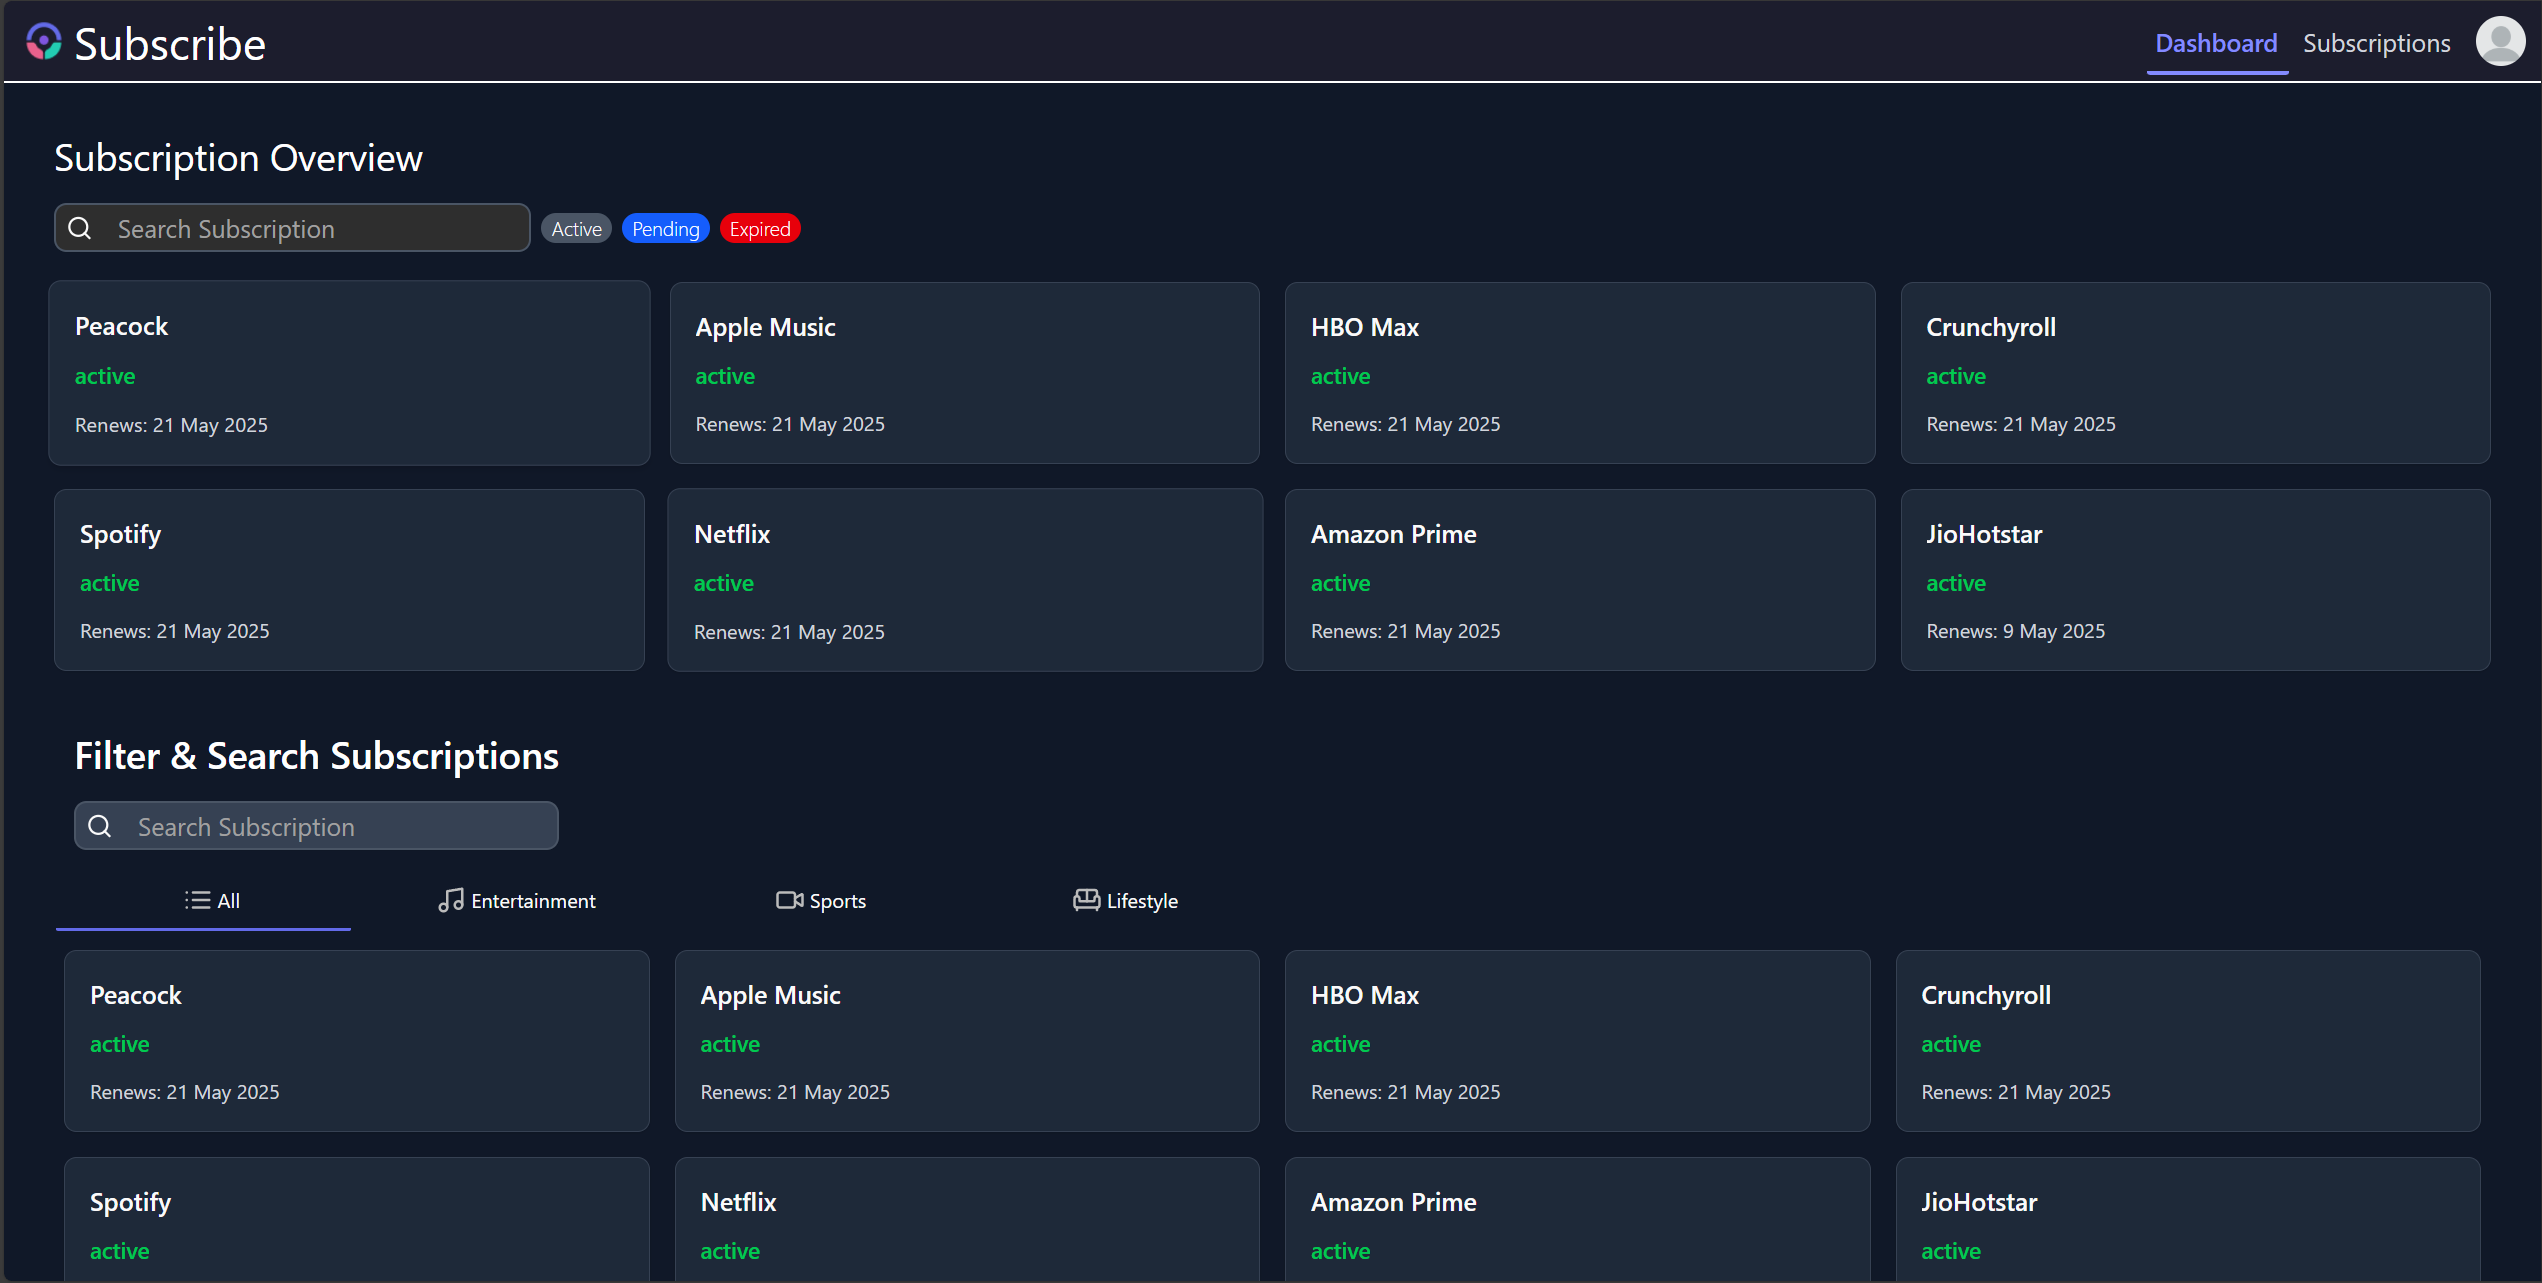 Subscribe
Dashboard Subscriptions
Subscription Overview
Search Subscription Active Pending Expired
Peacock Apple Music HBO Max Crunchyroll
active active active active
Renews: 21 May 2025 Renews: 21 May 2025 Renews: 21 May 2025 Renews: 21 May 2025
Spotify Netflix Amazon Prime JioHotstar
active active active active
Renews: 21 May 2025 Renews: 21 May 2025 Renews: 21 May 2025 Renews: 9 May 2025
Filter & Search Subscriptions
Search Subscription
All Entertainment Sports Lifestyle
Peacock Apple Music HBO Max Crunchyroll
active active active active
Renews: 21 May 2025 Renews: 21 May 2025 Renews: 21 May 2025 Renews: 21 May 2025
Spotify Netflix Amazon Prime JioHotstar
active active active active